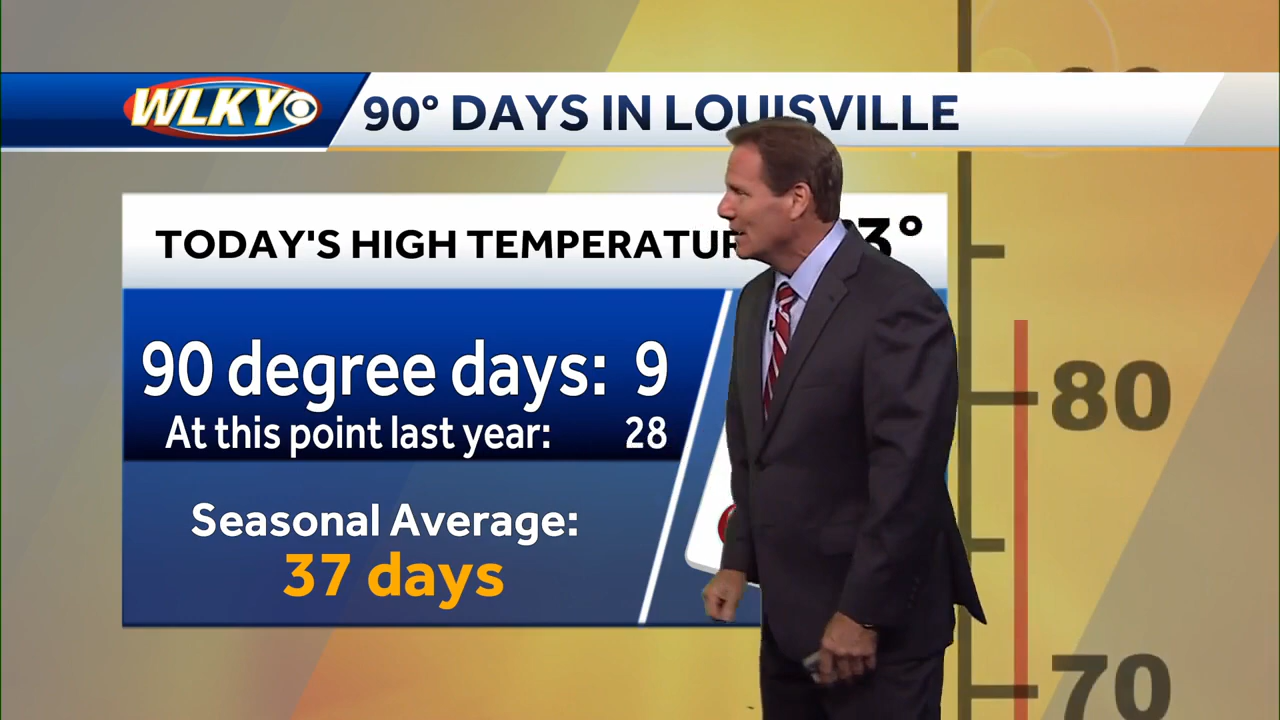 WLKY
90° DAYS IN LOUISVILLE
TODAY'S HIGH 3°
90 degree days: 9
At this point last year: 28
Seasonal Average:
37 days
80
70